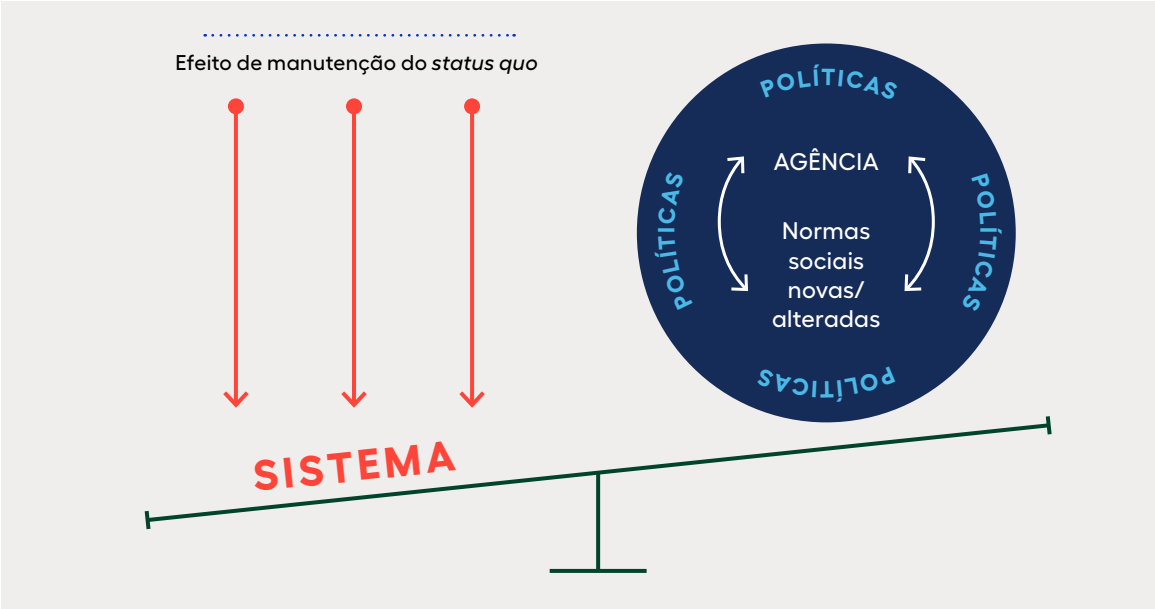 Efeito de manutenção do status quo
SISTEMA
POLÍTICAS
POLÍTICAS
AGÊNCIA
Normas
sociais
novas/
alteradas
POLÍTICAS
POLÍTICAS